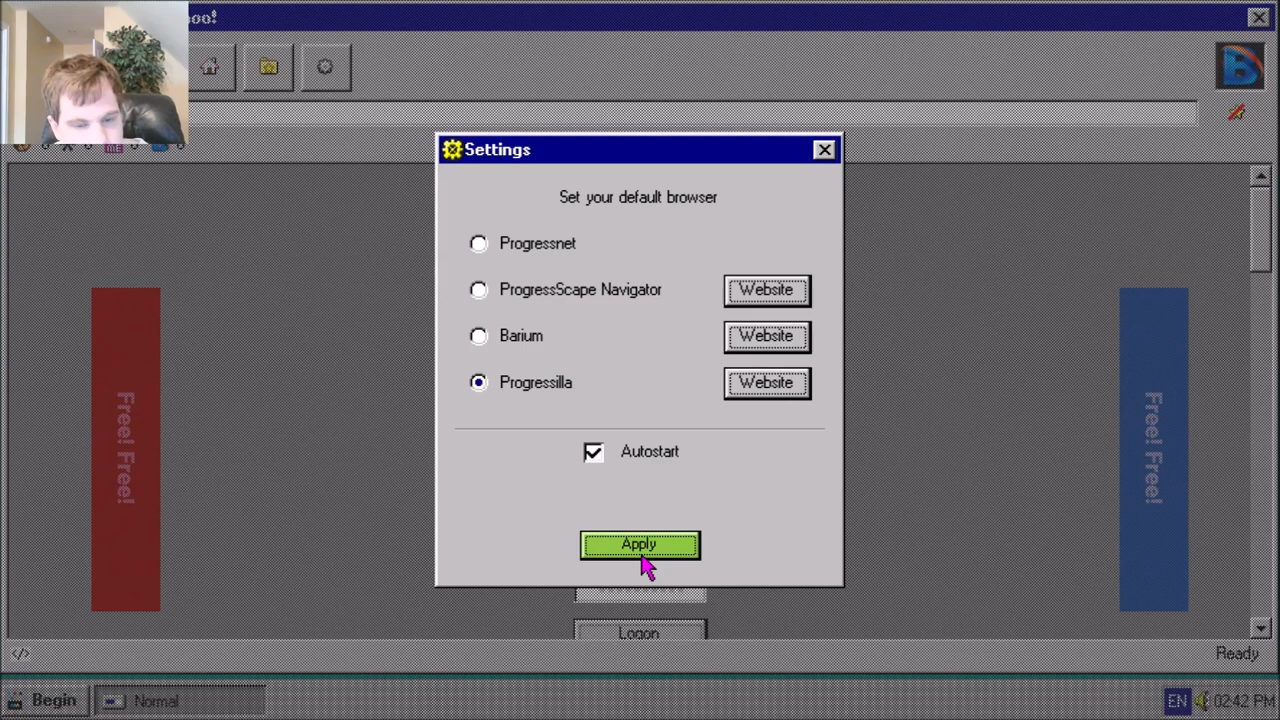 oo!
Settings
Set your default browser
Progressnet
ProgressScape Navigator Website
Barium Website
Progressilla Website
Autostart
Apply
Free! Free!
Free! Free!
Logon
</> Ready
Begin Normal EN 02:42 PM